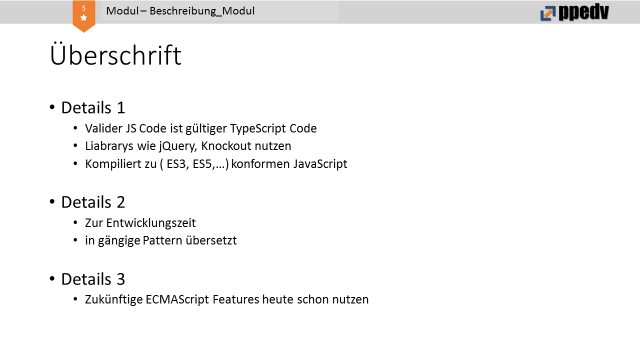 5
Modul – Beschreibung_Modul
ppedv
Überschrift
• Details 1
• Valider JS Code ist gültiger TypeScript Code
• Liabrarys wie jQuery, Knockout nutzen
• Kompiliert zu ( ES3, ES5,...) konformen JavaScript
• Details 2
• Zur Entwicklungszeit
• in gängige Pattern übersetzt
• Details 3
• Zukünftige ECMAScript Features heute schon nutzen